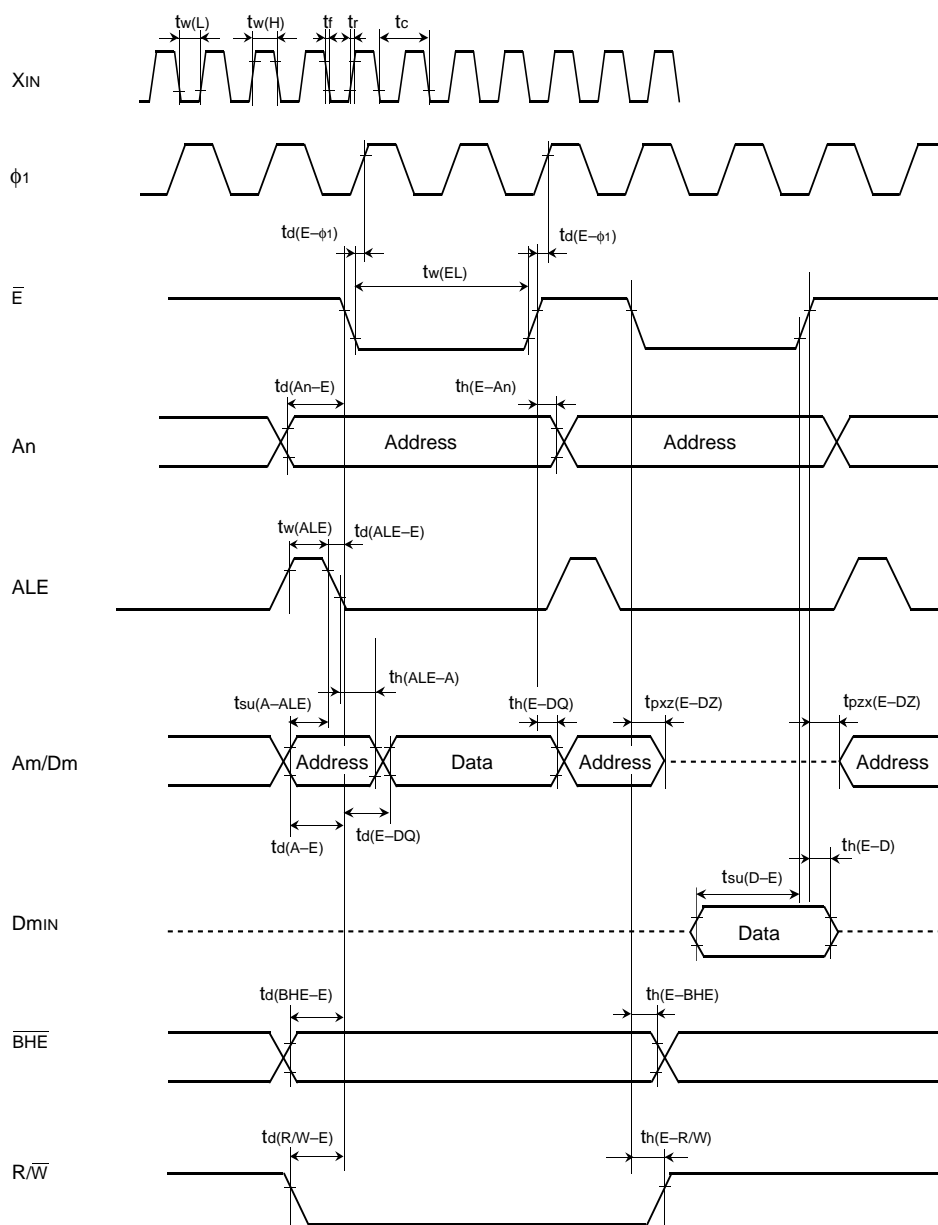 tw(L) tw(H) tf tr tc
XIN
ϕ1
td(E–ϕ1) td(E–ϕ1)
tw(EL)
E̅
td(An–E) th(E–An)
An Address Address
tw(ALE) td(ALE–E)
ALE
th(ALE–A)
tsu(A–ALE) th(E–DQ) tpxz(E–DZ) tpzx(E–DZ)
Am/Dm Address Data Address Address
td(A–E) td(E–DQ)
th(E–D)
tsu(D–E)
DmIN Data
td(BHE–E) th(E–BHE)
B̅H̅E̅
td(R/W–E) th(E–R/W)
R/W̅